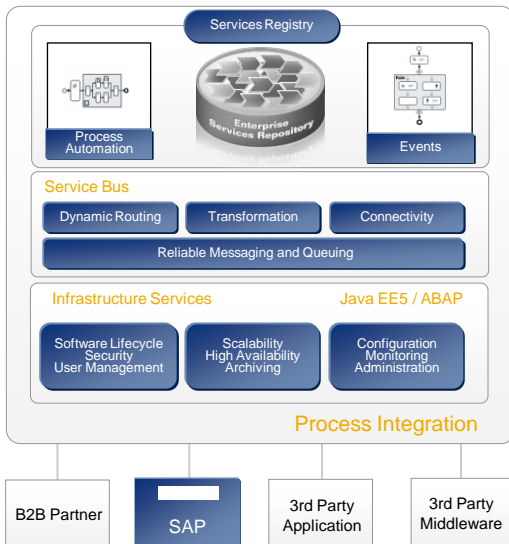 Services Registry
Enterprise
Services Repository
Process
Automation
Events
Service Bus
Dynamic Routing
Transformation
Connectivity
Reliable Messaging and Queuing
Infrastructure Services
Java EE5 / ABAP
Software Lifecycle
Security
User Management
Scalability
High Availability
Archiving
Configuration
Monitoring
Administration
Process Integration
B2B Partner
SAP
3rd Party
Application
3rd Party
Middleware